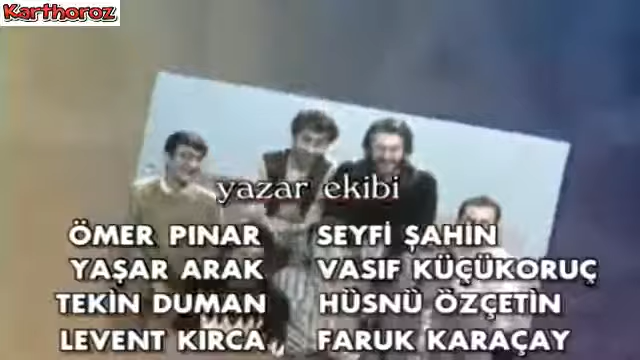 Karthoroz
yazar ekibi
ÖMER PINAR SEYFİ ŞAHİN
YAŞAR ARAK VASIF KÜÇÜKORUÇ
TEKİN DUMAN HÜSNÜ ÖZÇETİN
LEVENT KIRCA FARUK KARAÇAY